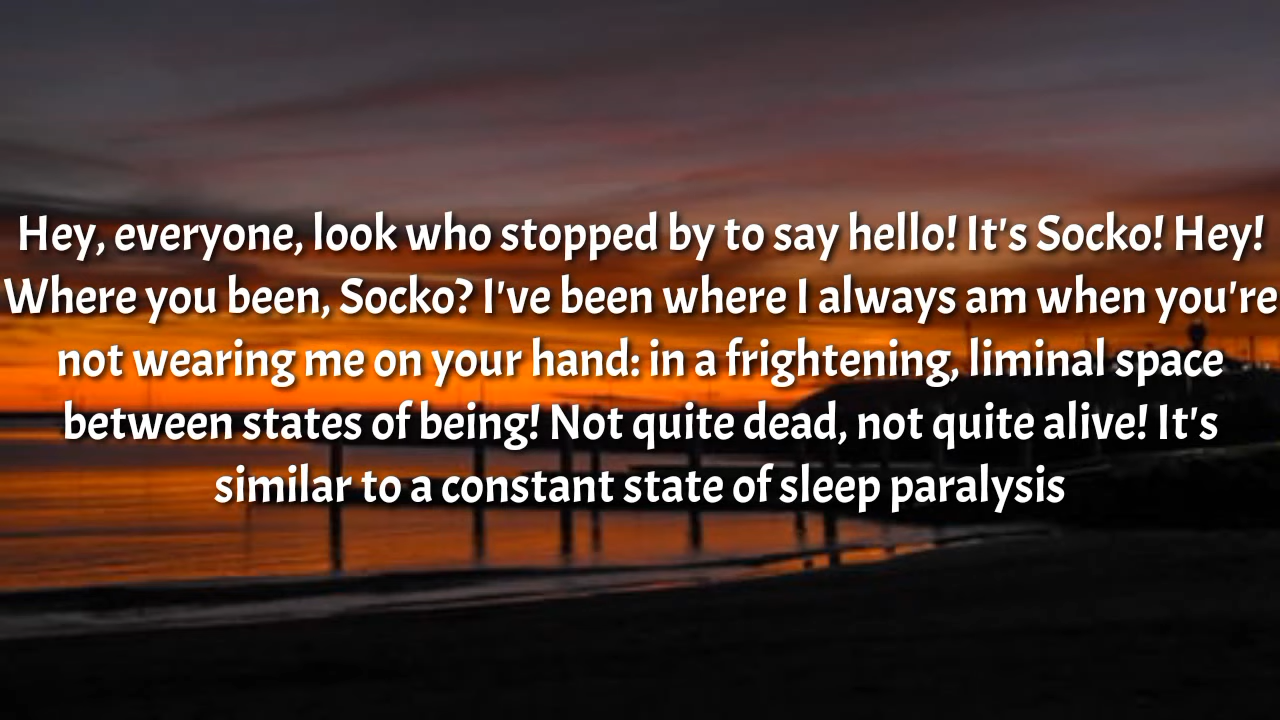 Hey, everyone, look who stopped by to say hello! It's Socko! Hey!
Where you been, Socko? I've been where I always am when you're
not wearing me on your hand: in a frightening, liminal space
between states of being! Not quite dead, not quite alive! It's
similar to a constant state of sleep paralysis